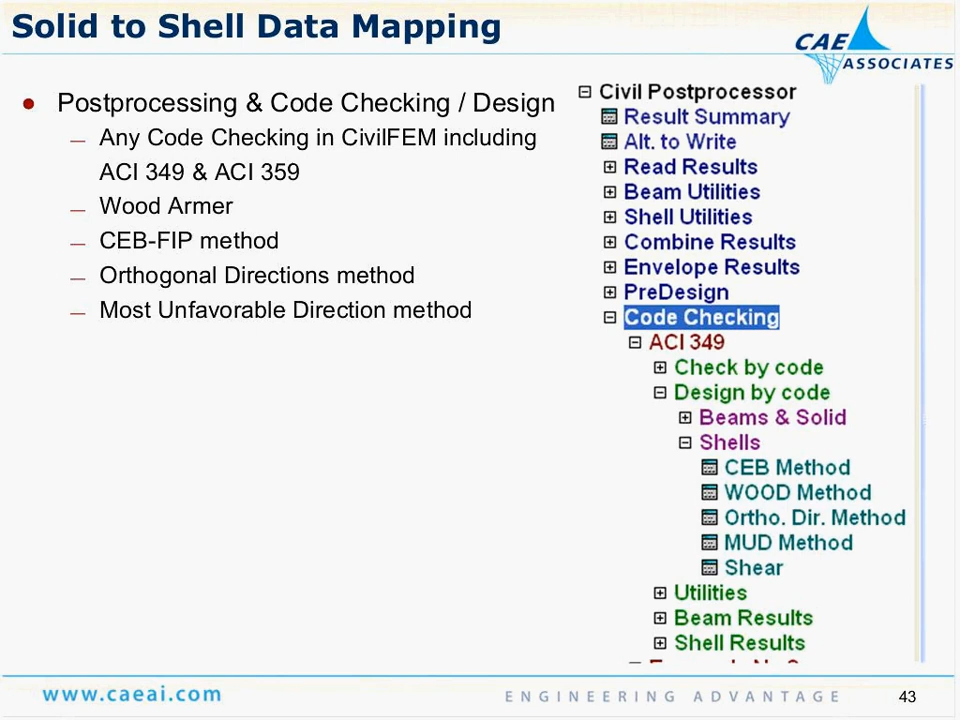 Solid to Shell Data Mapping
CAE
ASSOCIATES
Postprocessing & Code Checking / Design
Any Code Checking in CivilFEM including
ACI 349 & ACI 359
Wood Armer
CEB-FIP method
Orthogonal Directions method
Most Unfavorable Direction method
Civil Postprocessor
Result Summary
Alt. to Write
Read Results
Beam Utilities
Shell Utilities
Combine Results
Envelope Results
PreDesign
Code Checking
ACI 349
Check by code
Design by code
Beams & Solid
Shells
CEB Method
WOOD Method
Ortho. Dir. Method
MUD Method
Shear
Utilities
Beam Results
Shell Results
www.caeai.com
ENGINEERING ADVANTAGE
43